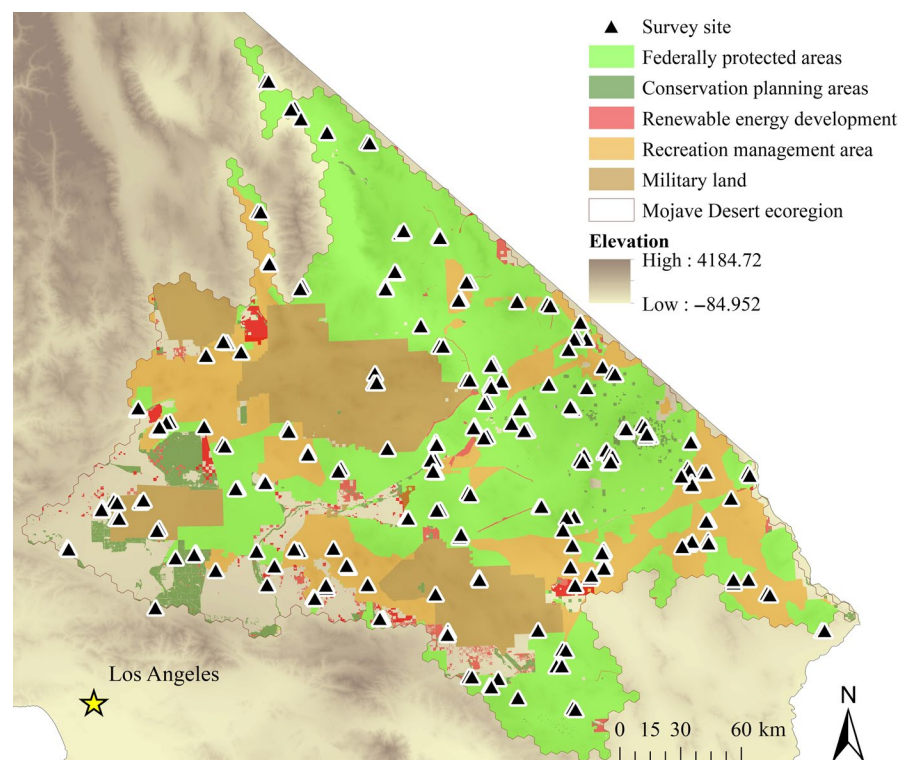 Survey site
Federally protected areas
Conservation planning areas
Renewable energy development
Recreation management area
Military land
Mojave Desert ecoregion
Elevation
High : 4184.72
Low : −84.952
Los Angeles
N
0 15 30 60 km